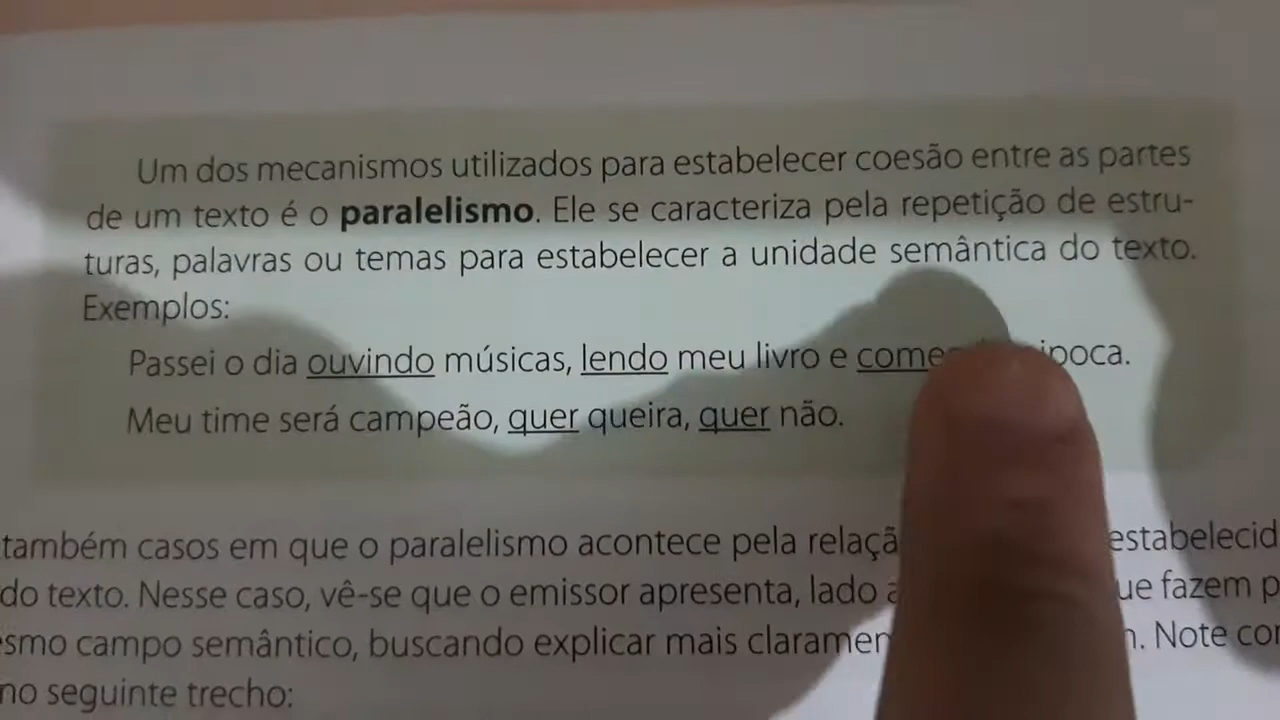 Um dos mecanismos utilizados para estabelecer coesão entre as partes
de um texto é o paralelismo. Ele se caracteriza pela repetição de estru-
turas, palavras ou temas para estabelecer a unidade semântica do texto.
Exemplos:
Passei o dia ouvindo músicas, lendo meu livro e
Meu time será campeão, quer queira, quer não.
também casos em que o paralelismo acontece pela
do texto. Nesse caso, vê-se que o emissor apresenta, lado fazem
campo semântico, buscando explicar mais Note
no seguinte trecho: